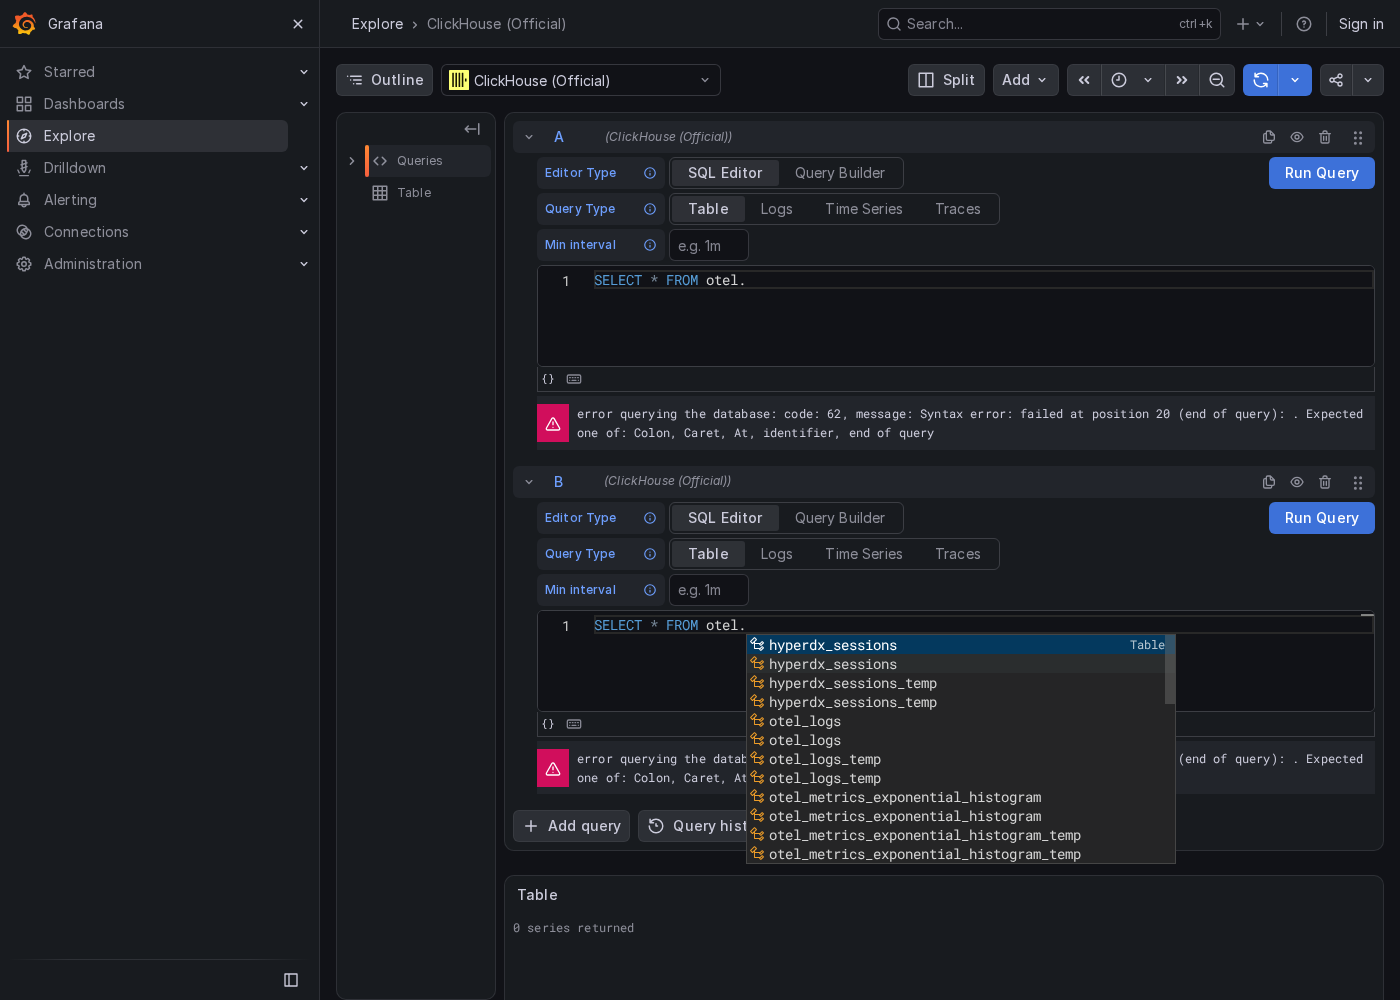 Grafana
Explore › ClickHouse (Official)
Search...
ctrl+k
Sign in
Starred
Dashboards
Explore
Drilldown
Alerting
Connections
Administration
Outline
ClickHouse (Official)
Split
Add
Queries
Table
A
(ClickHouse (Official))
Editor Type
SQL Editor
Query Builder
Run Query
Query Type
Table
Logs
Time Series
Traces
Min interval
e.g. 1m
1
SELECT * FROM otel.
{}
error querying the database: code: 62, message: Syntax error: failed at position 20 (end of query): . Expected
one of: Colon, Caret, At, identifier, end of query
B
(ClickHouse (Official))
Editor Type
SQL Editor
Query Builder
Run Query
Query Type
Table
Logs
Time Series
Traces
Min interval
e.g. 1m
1
SELECT * FROM otel.
hyperdx_sessions
Table
hyperdx_sessions
hyperdx_sessions_temp
hyperdx_sessions_temp
otel_logs
otel_logs
otel_logs_temp
otel_logs_temp
otel_metrics_exponential_histogram
otel_metrics_exponential_histogram
otel_metrics_exponential_histogram_temp
otel_metrics_exponential_histogram_temp
{}
error querying the datab
(end of query): . Expected
one of: Colon, Caret, At
Add query
Query hist
Table
0 series returned